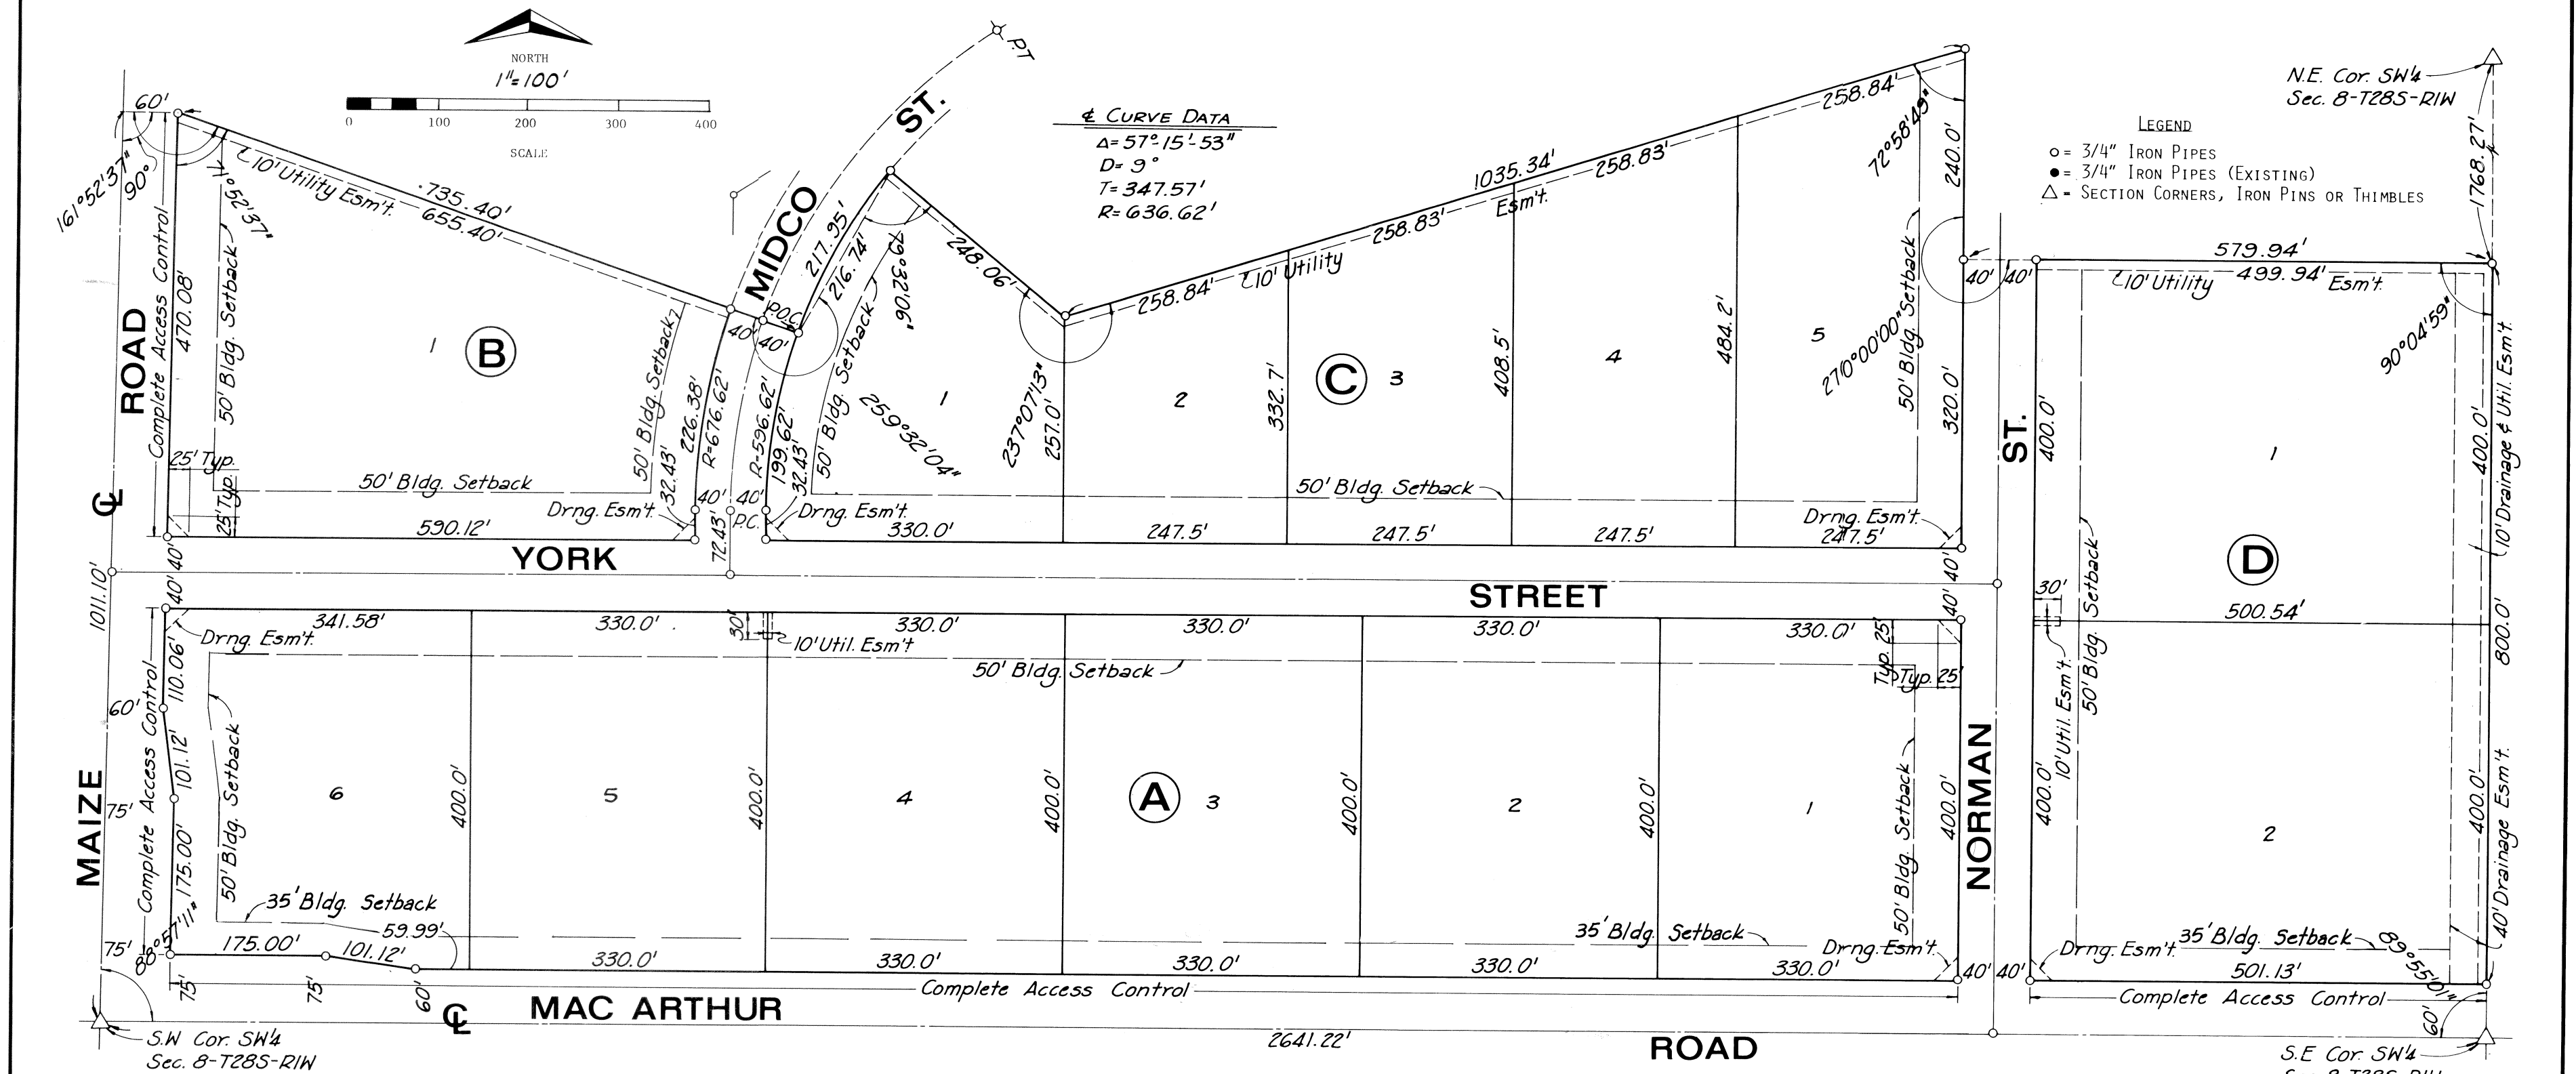 NORTH
1"=100'
0 100 200 300 400
SCALE
P.T
₵ CURVE DATA
Δ= 57°-15'-53"
D= 9°
T= 347.57'
R= 636.62'
N.E. Cor. SW¼
Sec. 8-T28S-R1W
LEGEND
○ = 3/4" IRON PIPES
● = 3/4" IRON PIPES (EXISTING)
△ = SECTION CORNERS, IRON PINS OR THIMBLES
1768.27'
60'
161°52'37"
90°
71°52'37"
10' Utility Esm't.
735.40'
655.40'
Complete Access Control
470.08'
50' Bldg. Setback
ROAD
1
B
50' Bldg. Setback
226.38'
R=676.62'
32.43'
25' Typ.
25' Typ.
50' Bldg. Setback
Drng. Esm't.
590.12'
MIDCO
ST.
P.O.C.
40'
40'
R=596.62'
199.62'
32.43'
40'
40'
P.C.
72.43'
217.95'
216.74'
50' Bldg. Setback
79°32'06"
259°32'04"
248.06'
1
237°07'13"
257.0'
Drng. Esm't.
330.0'
1035.34'
258.84'
258.83'
258.83'
258.84'
10' Utility
Esm't.
2
332.7'
C
3
408.5'
4
484.2'
5
72°58'49"
240.0'
270°00'00"
50' Bldg. Setback
320.0'
50' Bldg. Setback
Drng. Esm't.
247.5'
247.5'
247.5'
247.5'
40'
40'
ST.
579.94'
499.94'
10' Utility
Esm't.
90°04'59"
400.0'
400.0'
10' Drainage & Util. Esm't.
1
D
50' Bldg. Setback
30'
500.54'
800.0'
10' Util. Esm't.
400.0'
400.0'
40' Drainage Esm't.
2
35' Bldg. Setback
Drng. Esm't.
89°55'01"
501.13'
Complete Access Control
60'
YORK
STREET
₵
1011.10'
40'
40'
40'
40'
341.58'
330.0'
330.0'
330.0'
330.0'
330.0'
Drng. Esm't.
30'
10' Util. Esm't
50' Bldg. Setback
Typ. 25'
Typ. 25'
110.06'
60'
101.12'
75'
175.00'
75'
Complete Access Control
50' Bldg. Setback
MAIZE
6
400.0'
5
400.0'
4
400.0'
A
3
400.0'
2
400.0'
1
400.0'
50' Bldg. Setback
NORMAN
35' Bldg. Setback
59.99'
35' Bldg. Setback
Drng. Esm't.
88°57'11"
175.00'
101.12'
330.0'
330.0'
330.0'
330.0'
330.0'
40'
40'
75'
75'
60'
Complete Access Control
₵
MAC ARTHUR
2641.22'
ROAD
S.W Cor. SW¼
Sec. 8-T28S-R1W
S.E Cor. SW¼